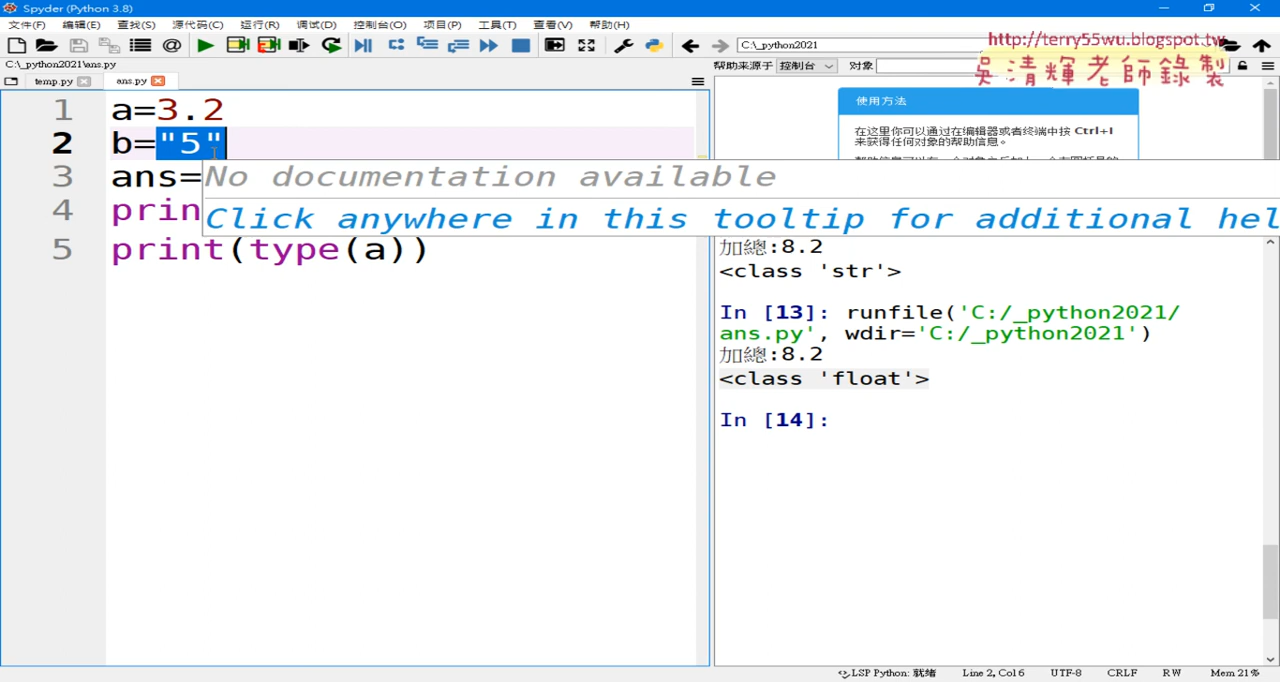 Spyder (Python 3.8)
文件(F) 编辑(E) 查找(S) 源代码(C) 运行(R) 调试(D) 控制台(O) 项目(P) 工具(T) 查看(V) 帮助(H)
C:\_python2021
http://terry55wu.blogspot.tw
吳清輝老師錄製
C:\_python2021\ans.py
帮助来源于 控制台 对象
temp.py ans.py
使用方法
在这里你可以通过在编辑器或者终端中按 Ctrl+I
来获得任何对象的帮助信息。
1 a=3.2
2 b="5"
3 ans=
No documentation available
4 prin
Click anywhere in this tooltip for additional hel
5 print(type(a))
加總:8.2
<class 'str'>
In [13]: runfile('C:/_python2021/
ans.py', wdir='C:/_python2021')
加總:8.2
<class 'float'>
In [14]:
LSP Python: 就绪 Line 2, Col 6 UTF-8 CRLF RW Mem 21%